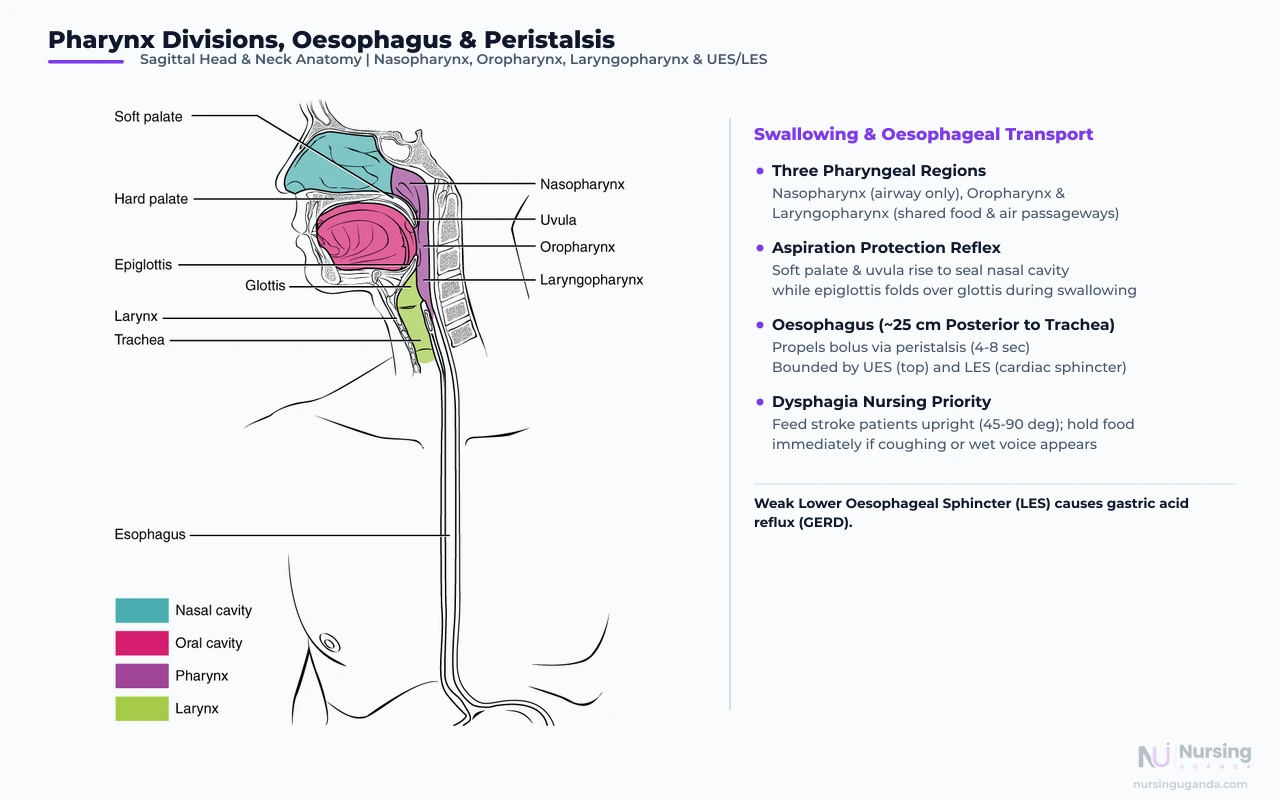 Pharynx Divisions, Oesophagus & Peristalsis
Sagittal Head & Neck Anatomy | Nasopharynx, Oropharynx, Laryngopharynx & UES/LES
Soft palate
Hard palate
Epiglottis
Glottis
Larynx
Trachea
Esophagus
Nasopharynx
Uvula
Oropharynx
Laryngopharynx
Nasal cavity
Oral cavity
Pharynx
Larynx
Swallowing & Oesophageal Transport
Three Pharyngeal Regions
Nasopharynx (airway only), Oropharynx &
Laryngopharynx (shared food & air passageways)
Aspiration Protection Reflex
Soft palate & uvula rise to seal nasal cavity
while epiglottis folds over glottis during swallowing
Oesophagus (~25 cm Posterior to Trachea)
Propels bolus via peristalsis (4-8 sec)
Bounded by UES (top) and LES (cardiac sphincter)
Dysphagia Nursing Priority
Feed stroke patients upright (45-90 deg); hold food
immediately if coughing or wet voice appears
Weak Lower Oesophageal Sphincter (LES) causes gastric acid
reflux (GERD).
NU Nursing
UGANDA
nursinguganda.com